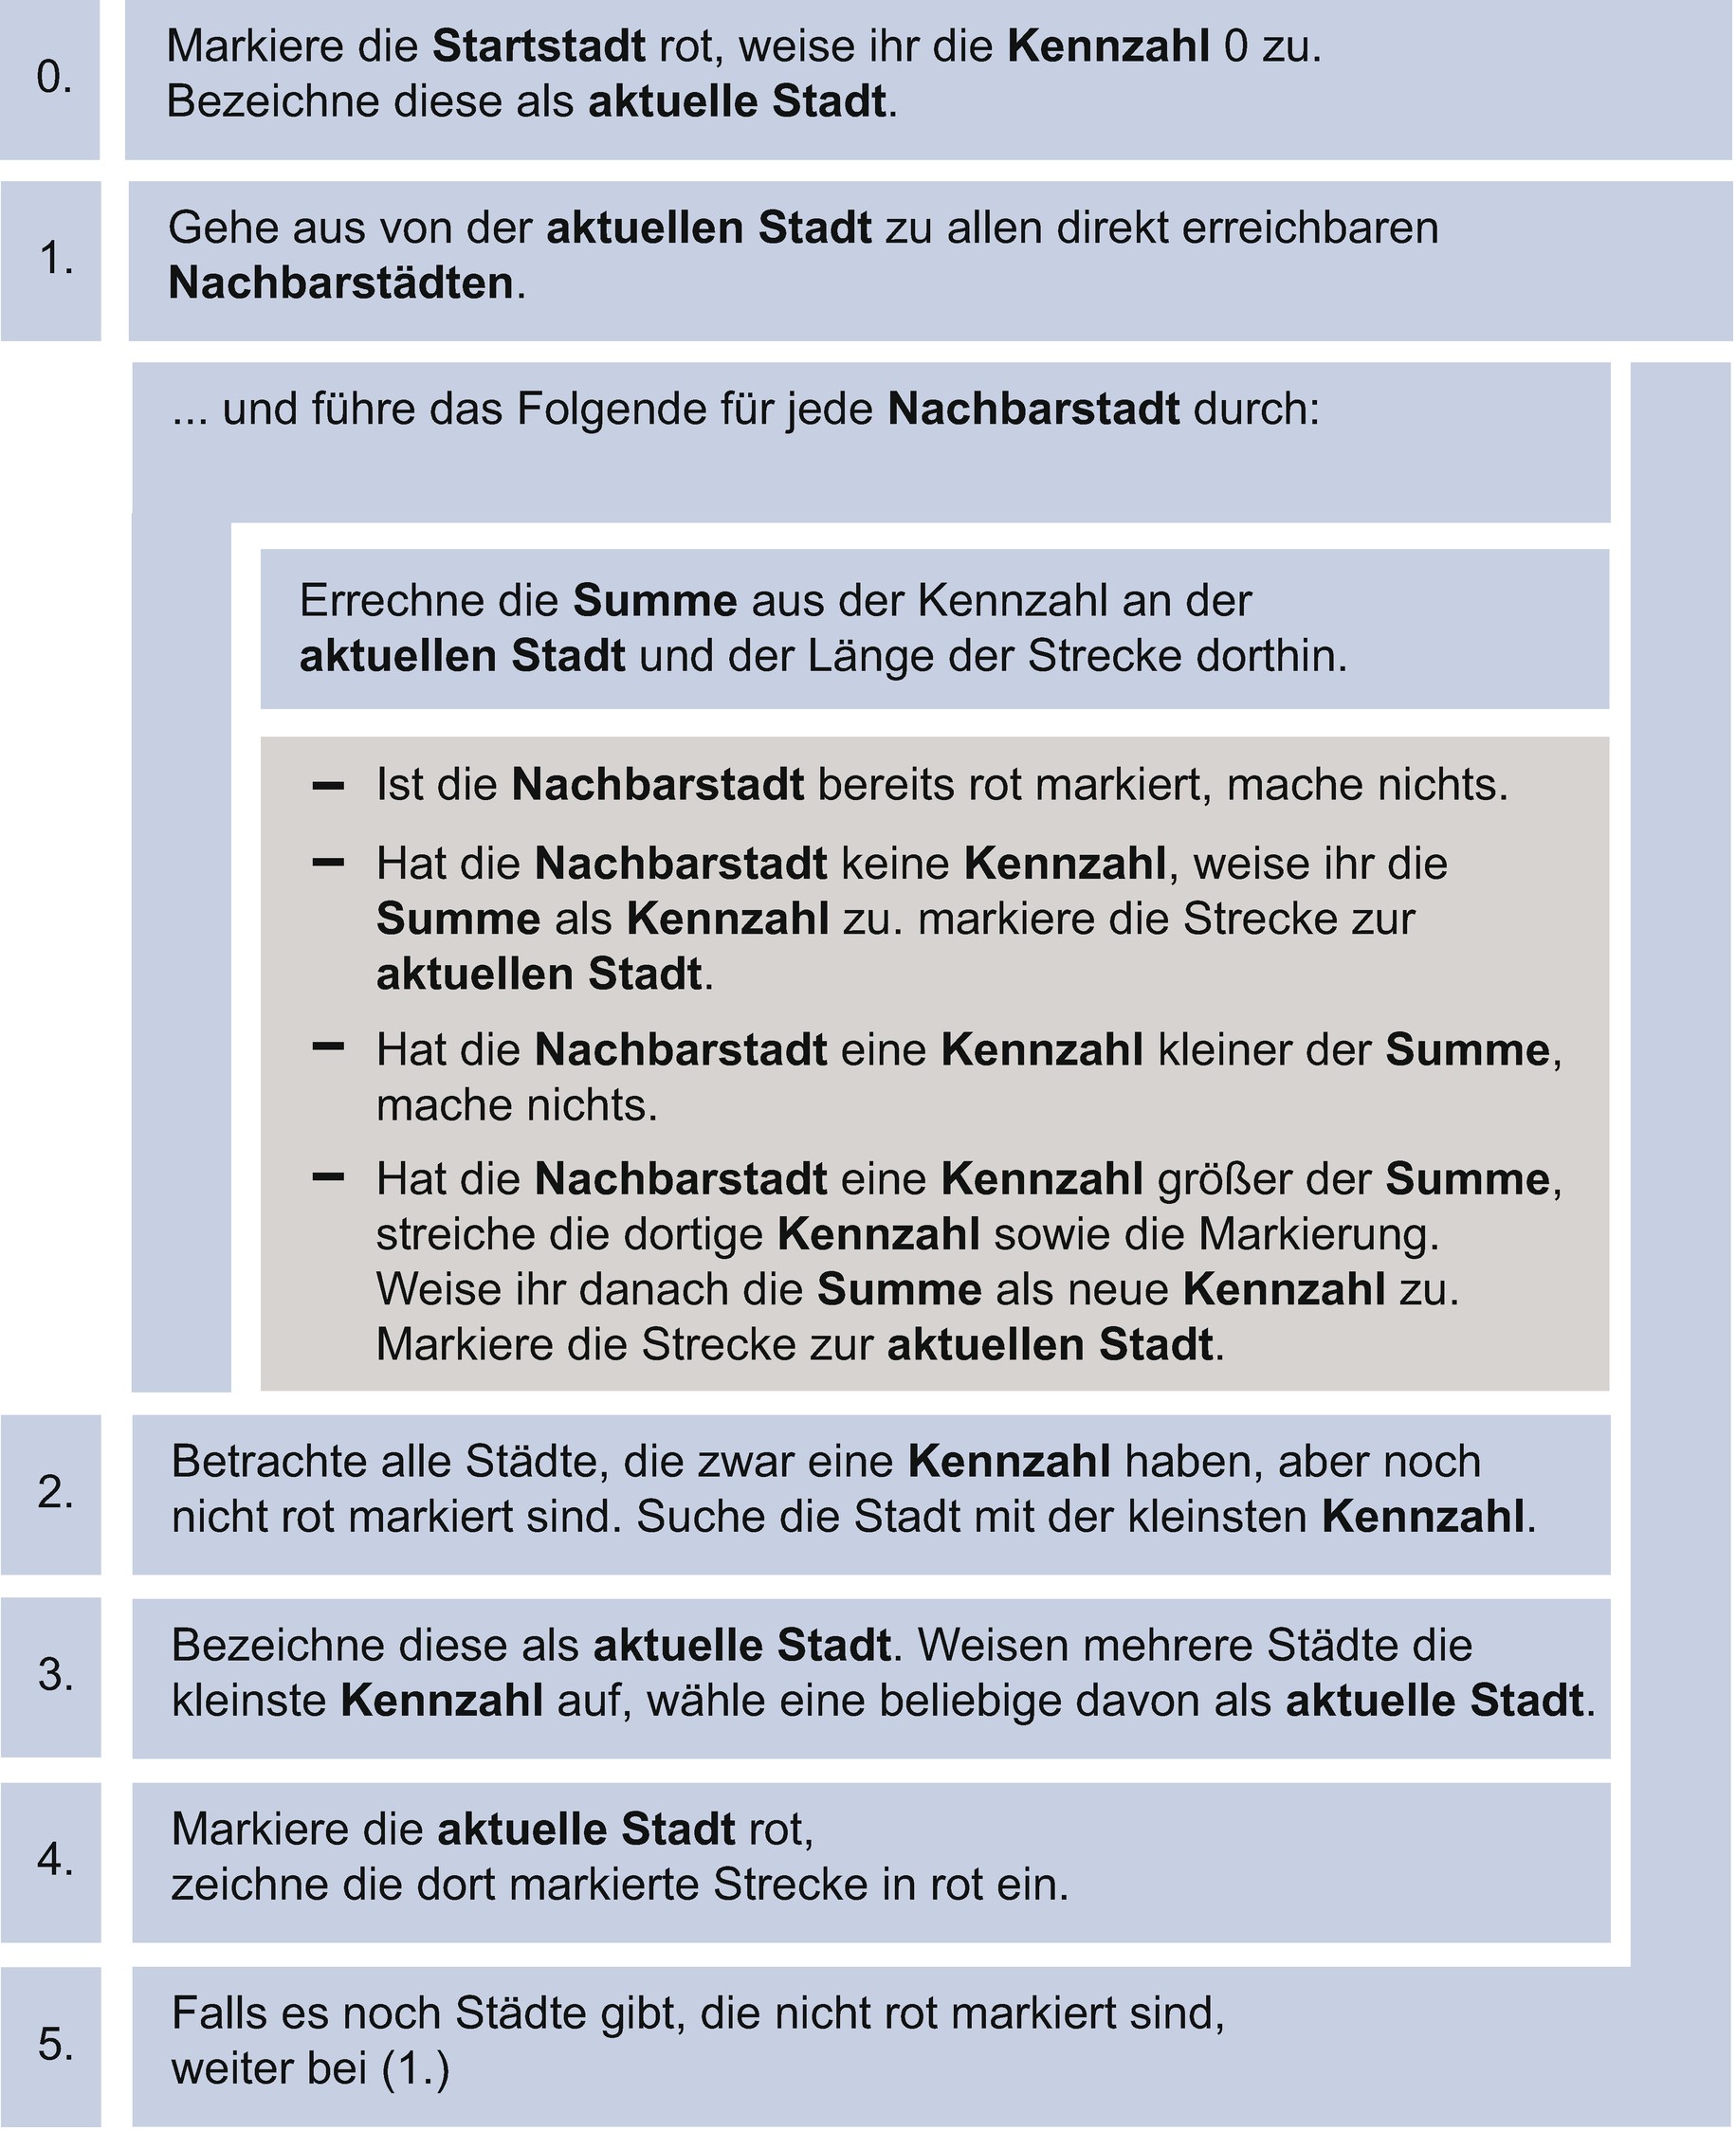 0.
Markiere die Startstadt rot, weise ihr die Kennzahl 0 zu.
Bezeichne diese als aktuelle Stadt.
1.
Gehe aus von der aktuellen Stadt zu allen direkt erreichbaren
Nachbarstädten.
... und führe das Folgende für jede Nachbarstadt durch:
Errechne die Summe aus der Kennzahl an der
aktuellen Stadt und der Länge der Strecke dorthin.
– Ist die Nachbarstadt bereits rot markiert, mache nichts.
– Hat die Nachbarstadt keine Kennzahl, weise ihr die
Summe als Kennzahl zu. markiere die Strecke zur
aktuellen Stadt.
– Hat die Nachbarstadt eine Kennzahl kleiner der Summe,
mache nichts.
– Hat die Nachbarstadt eine Kennzahl größer der Summe,
streiche die dortige Kennzahl sowie die Markierung.
Weise ihr danach die Summe als neue Kennzahl zu.
Markiere die Strecke zur aktuellen Stadt.
2.
Betrachte alle Städte, die zwar eine Kennzahl haben, aber noch
nicht rot markiert sind. Suche die Stadt mit der kleinsten Kennzahl.
3.
Bezeichne diese als aktuelle Stadt. Weisen mehrere Städte die
kleinste Kennzahl auf, wähle eine beliebige davon als aktuelle Stadt.
4.
Markiere die aktuelle Stadt rot,
zeichne die dort markierte Strecke in rot ein.
5.
Falls es noch Städte gibt, die nicht rot markiert sind,
weiter bei (1.)